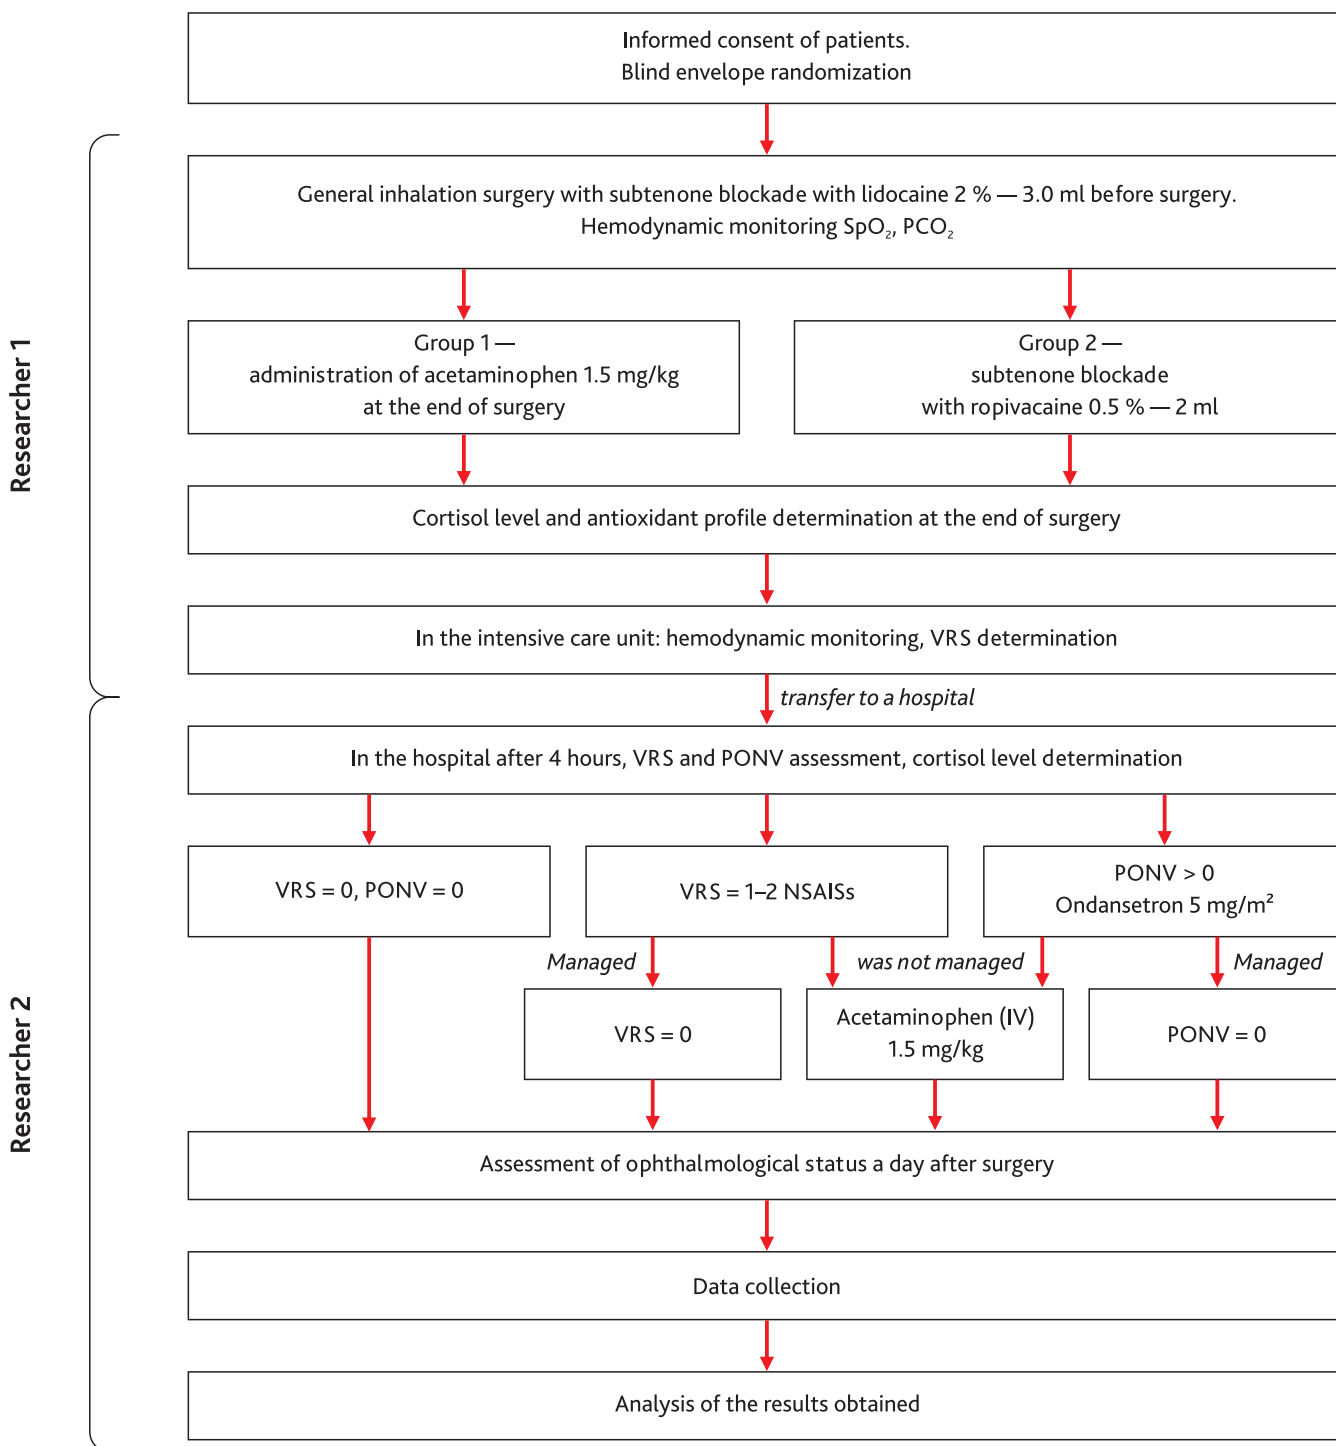 Informed consent of patients.
Blind envelope randomization
Researcher 1
General inhalation surgery with subtenone blockade with lidocaine 2 % — 3.0 ml before surgery.
Hemodynamic monitoring SpO₂, PCO₂
Group 1 —
administration of acetaminophen 1.5 mg/kg
at the end of surgery
Group 2 —
subtenone blockade
with ropivacaine 0.5 % — 2 ml
Cortisol level and antioxidant profile determination at the end of surgery
In the intensive care unit: hemodynamic monitoring, VRS determination
transfer to a hospital
Researcher 2
In the hospital after 4 hours, VRS and PONV assessment, cortisol level determination
VRS = 0, PONV = 0
VRS = 1–2 NSAISs
PONV > 0
Ondansetron 5 mg/m²
Managed
was not managed
Managed
VRS = 0
Acetaminophen (IV)
1.5 mg/kg
PONV = 0
Assessment of ophthalmological status a day after surgery
Data collection
Analysis of the results obtained